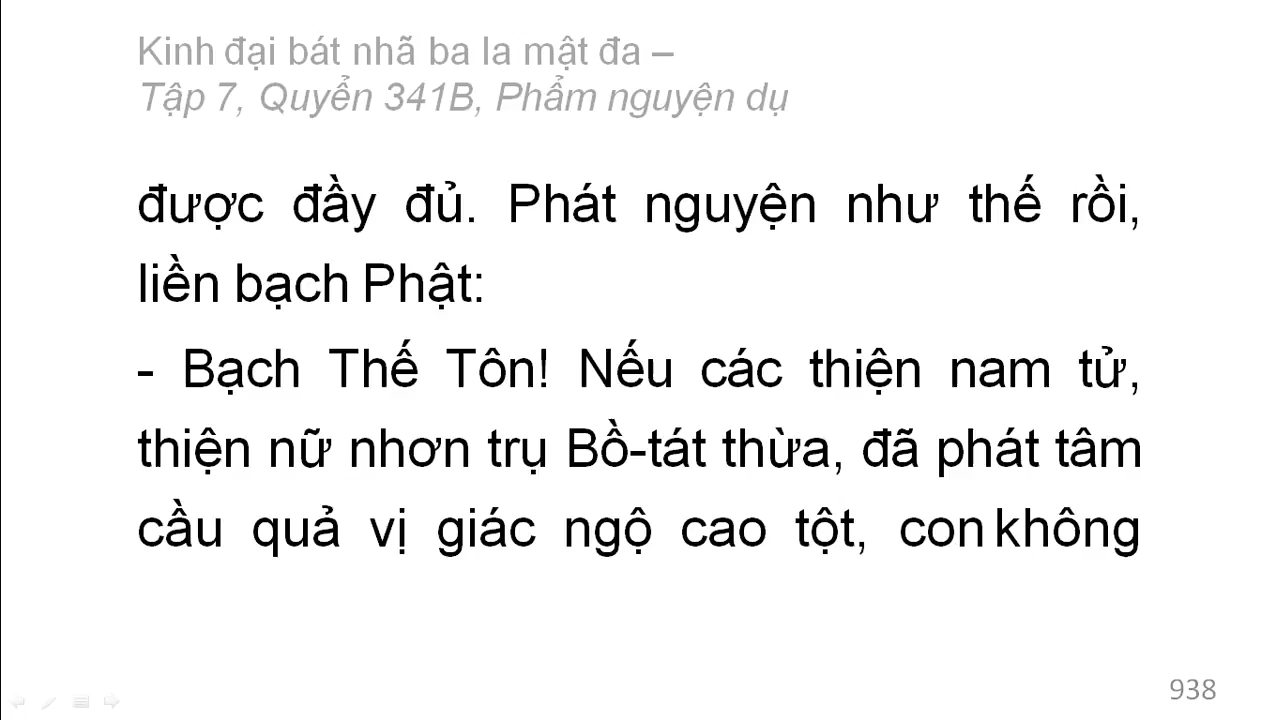 Kinh đại bát nhã ba la mật đa –
Tập 7, Quyển 341B, Phẩm nguyện dụ
được đầy đủ. Phát nguyện như thế rồi,
liền bạch Phật:
- Bạch Thế Tôn! Nếu các thiện nam tử,
thiện nữ nhơn trụ Bồ-tát thừa, đã phát tâm
cầu quả vị giác ngộ cao tột, con không
938